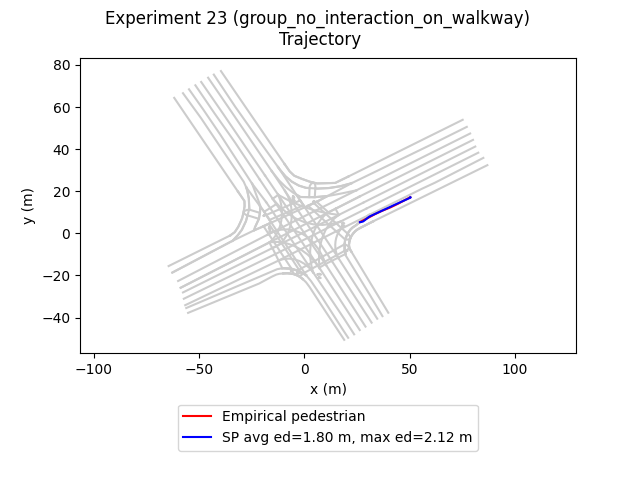 Experiment 23 (group_no_interaction_on_walkway)
Trajectory
80
60
40
20
0
−20
−40
y (m)
−100
−50
0
50
100
x (m)
Empirical pedestrian
SP avg ed=1.80 m, max ed=2.12 m